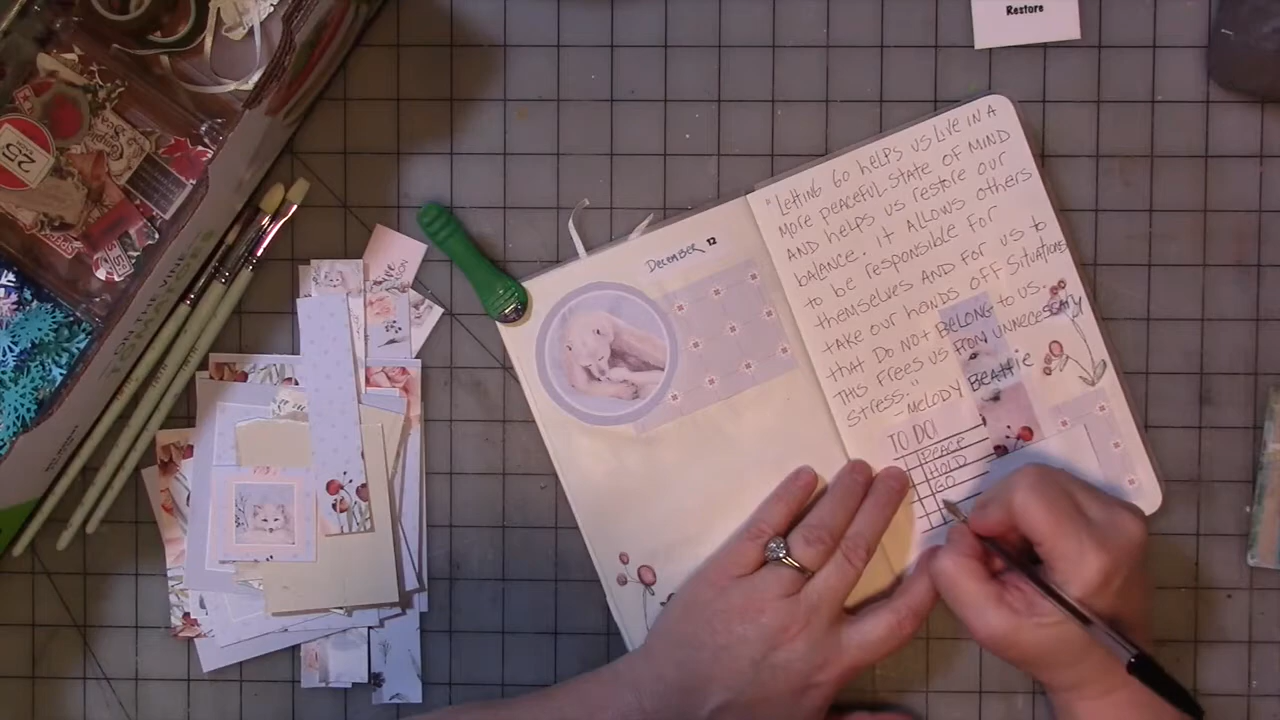 Restore
December 12
"Letting Go helps us Live in a
more peaceful state of mind
and helps us restore our
balance. It allows others
to be responsible for
themselves and for us to
take our hands off situations
that do not belong to us.
This frees us from unnecessary
stress."
- Melody Beattie
TO DO!
PEACE
HOLD
GO
25